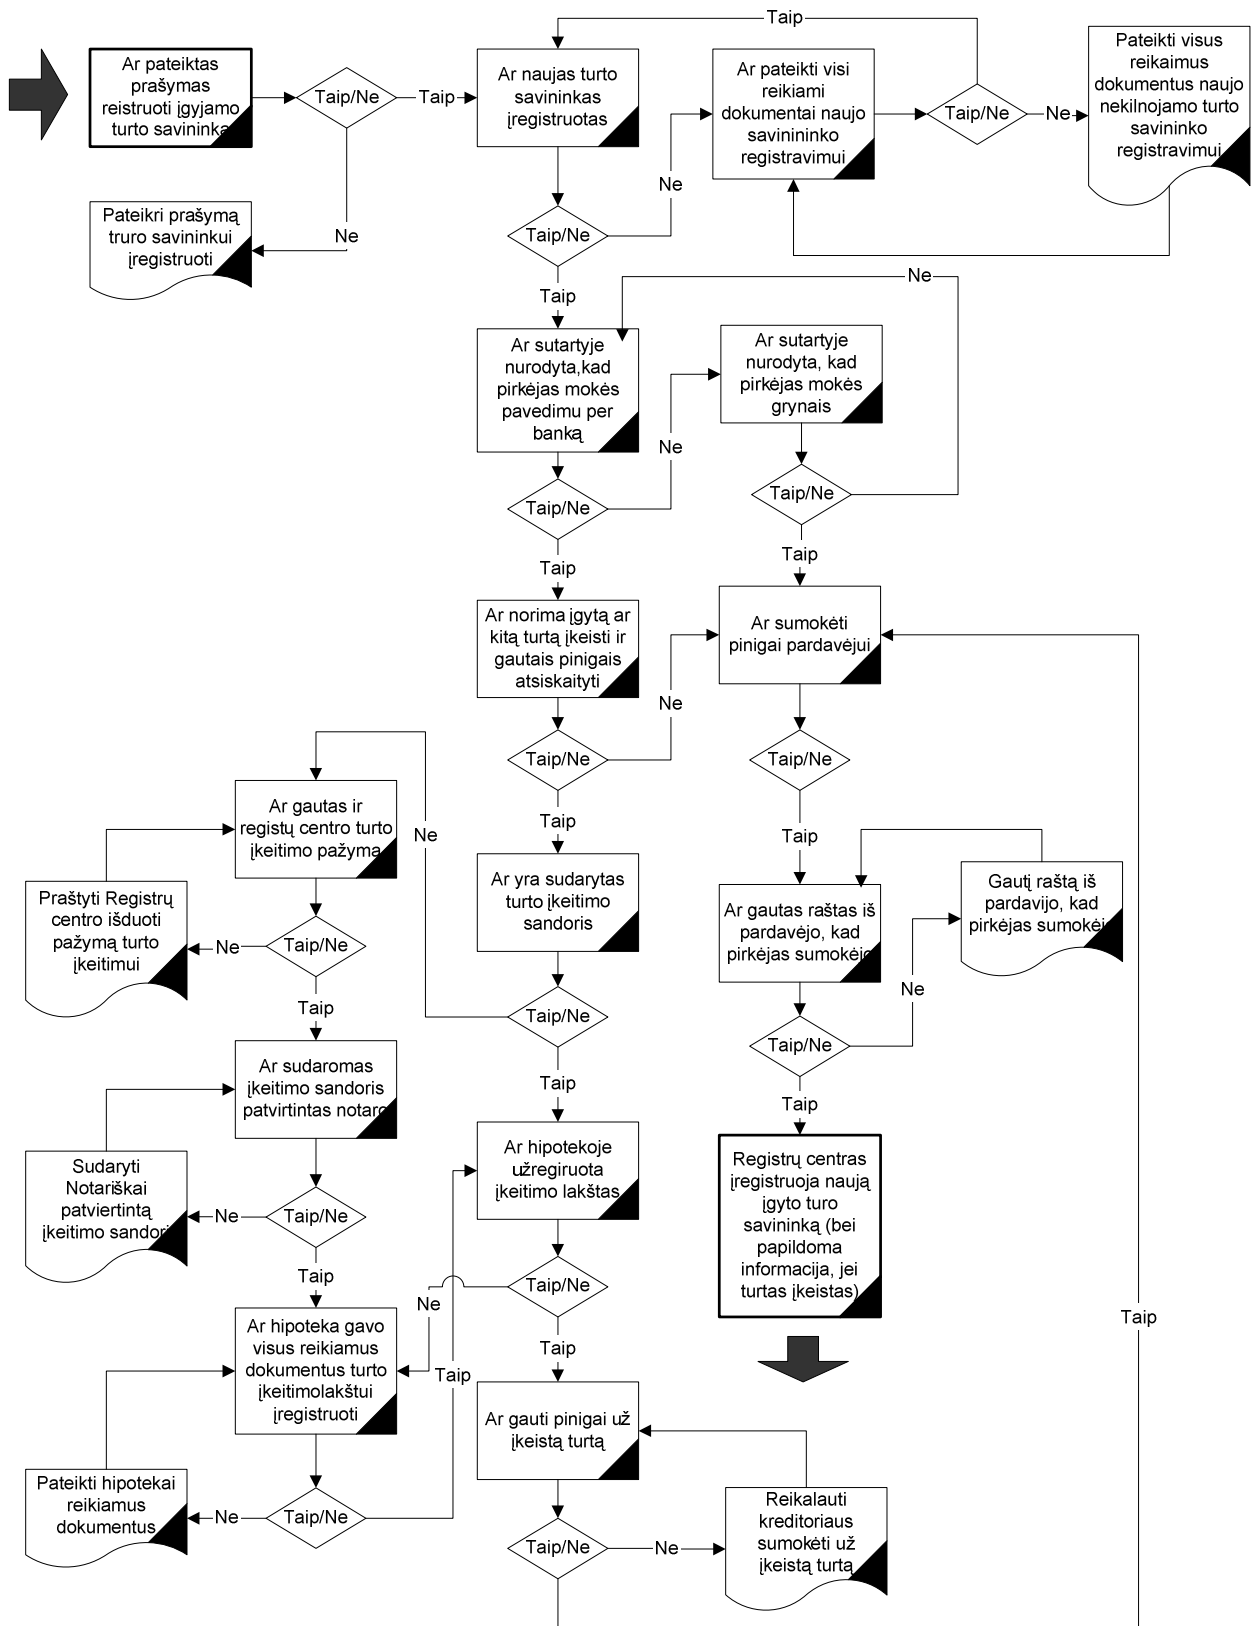 Ar pateiktas
prašymas
reistruoti įgyjamo
turto savininką
Taip/Ne
Taip
Ne
Pateikri prašymą
truro savininkui
įregistruoti
Ar naujas turto
savininkas
įregistruotas
Taip/Ne
Ne
Taip
Ar pateikti visi
reikiami
dokumentai naujo
savinininko
registravimui
Taip/Ne
Taip
Ne
Pateikti visus
reikaimus
dokumentus naujo
nekilnojamo turto
savininko
registravimui
Ar sutartyje
nurodyta,kad
pirkėjas mokės
pavedimu per
banką
Taip/Ne
Ne
Taip
Ar sutartyje
nurodyta, kad
pirkėjas mokės
grynais
Taip/Ne
Ne
Taip
Ar norima įgytą ar
kitą turtą įkeisti ir
gautais pinigais
atsiskaityti
Taip/Ne
Ne
Taip
Ar sumokėti
pinigai pardavėjui
Taip/Ne
Taip
Ar gautas ir
registų centro turto
įkeitimo pažyma
Taip/Ne
Ne
Taip
Praštyti Registrų
centro išduoti
pažymą turto
įkeitimui
Ar yra sudarytas
turto įkeitimo
sandoris
Taip/Ne
Ne
Taip
Ar gautas raštas iš
pardavėjo, kad
pirkėjas sumokėjo
Taip/Ne
Ne
Taip
Gautį raštą iš
pardavijo, kad
pirkėjas sumokėjo
Ar sudaromas
įkeitimo sandoris
patvirtintas notaro
Taip/Ne
Ne
Taip
Sudaryti
Notariškai
patviertintą
įkeitimo sandorį
Ar hipotekoje
užregiruota
įkeitimo lakštas
Taip/Ne
Ne
Taip
Registrų centras
įregistruoja naują
įgyto turo
savininką (bei
papildoma
informacija, jei
turtas įkeistas)
Ar hipoteka gavo
visus reikiamus
dokumentus turto
įkeitimolakštui
įregistruoti
Taip/Ne
Ne
Taip
Pateikti hipotekai
reikiamus
dokumentus
Ar gauti pinigai už
įkeistą turtą
Taip/Ne
Ne
Reikalauti
kreditoriaus
sumokėti už
įkeistą turtą
Taip